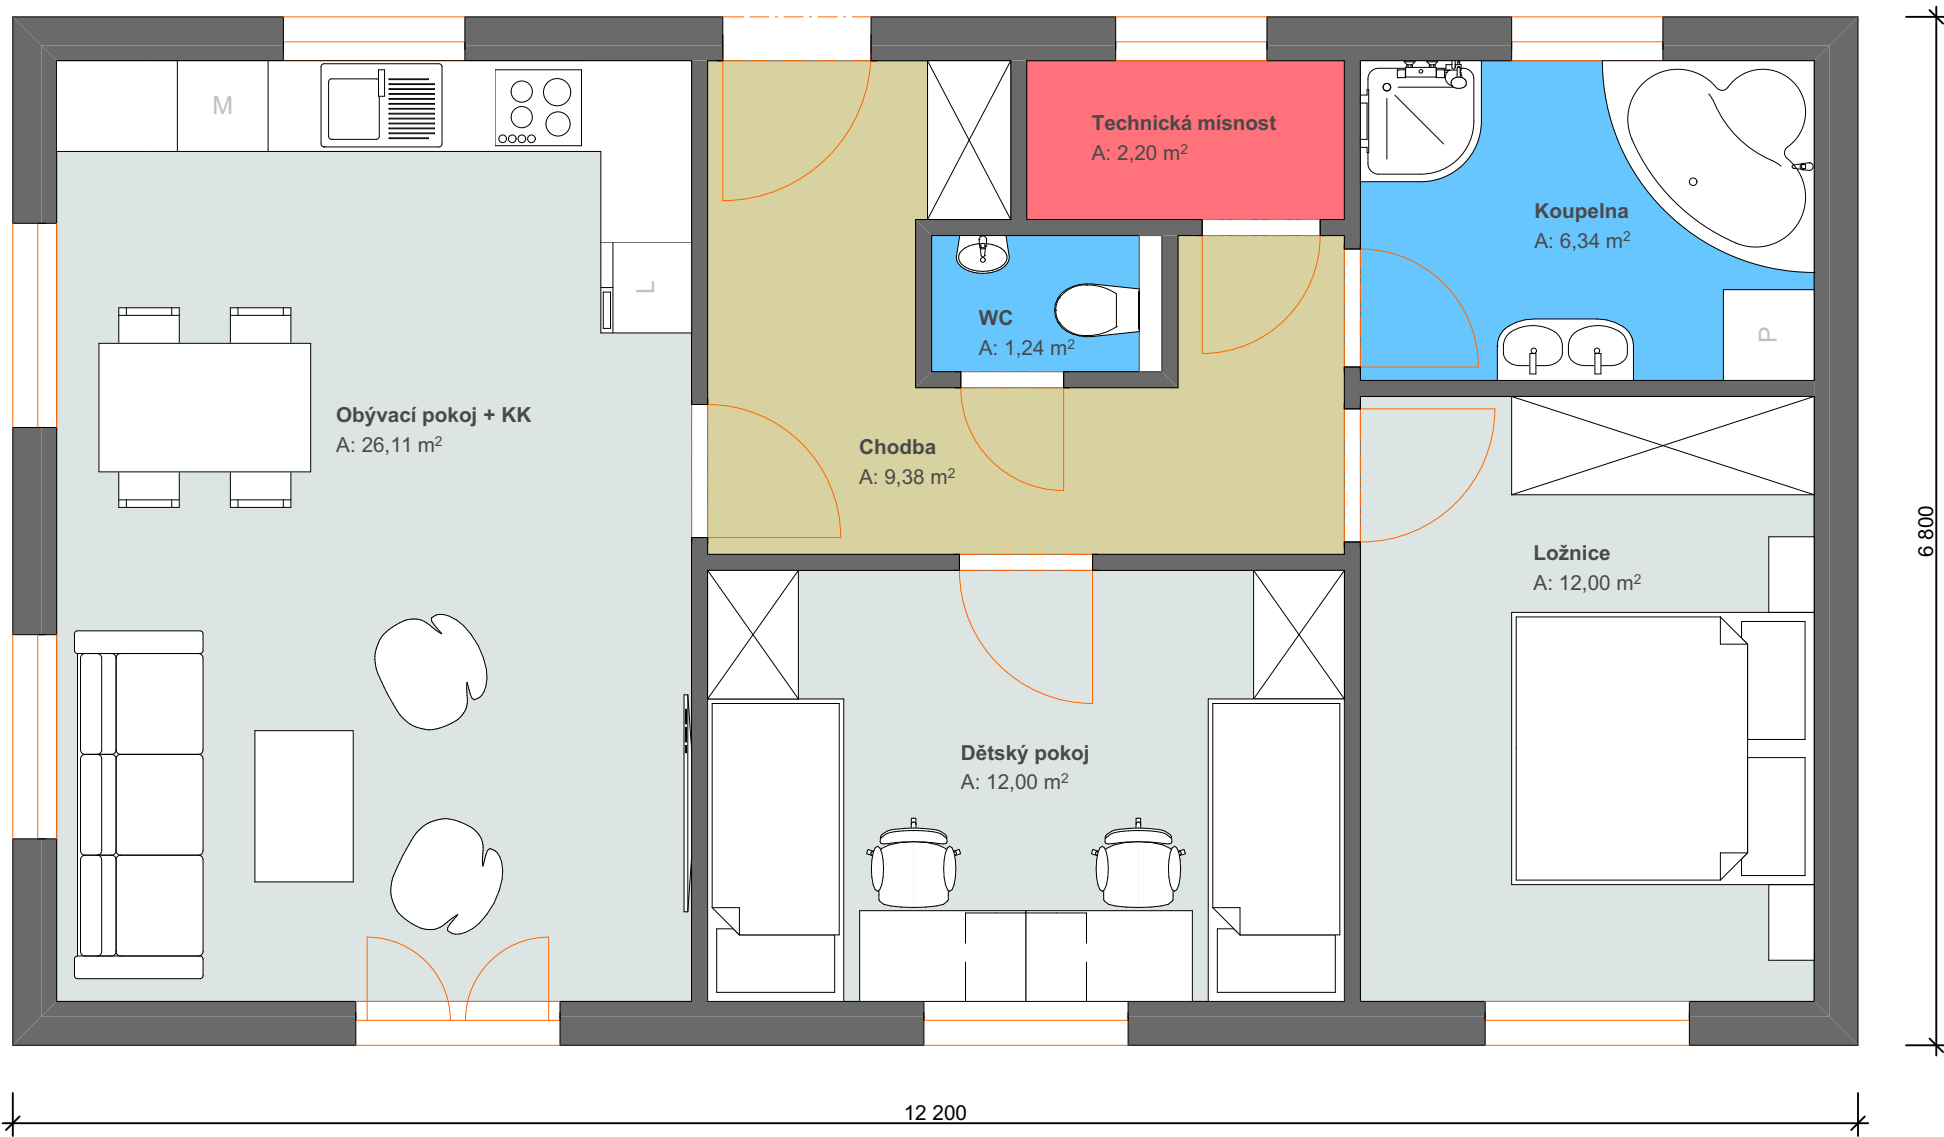 M
Technická mísnost
A: 2,20 m²
Koupelna
A: 6,34 m²
L
WC
A: 1,24 m²
P
Obývací pokoj + KK
A: 26,11 m²
Chodba
A: 9,38 m²
6 800
Ložnice
A: 12,00 m²
Dětský pokoj
A: 12,00 m²
12 200